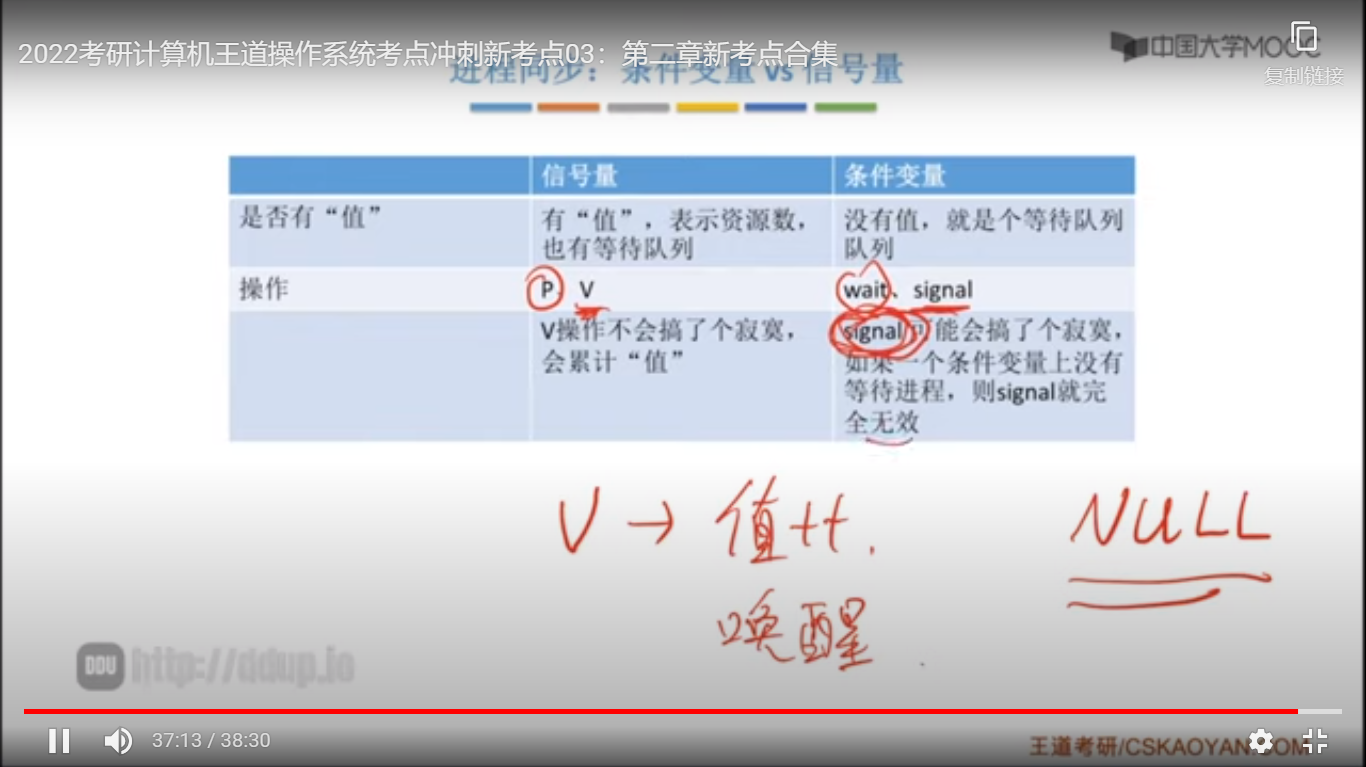 2022考研计算机王道操作系统考点冲刺新考点03：第二章新考点合集
中国大学MOOC
复制链接
进程同步：条件变量 vs 信号量
信号量
条件变量
是否有“值”
有“值”，表示资源数，
也有等待队列
没有值，就是个等待队列
队列
操作
P、V
wait、signal
V操作不会搞了个寂寞，
会累计“值”
signal可能会搞了个寂寞，
如果一个条件变量上没有
等待进程，则signal就完
全无效
V → 值++.
NULL
唤醒.
DDU http://ddup.io
37:13 / 38:30
王道考研/CSKAOYAN.COM